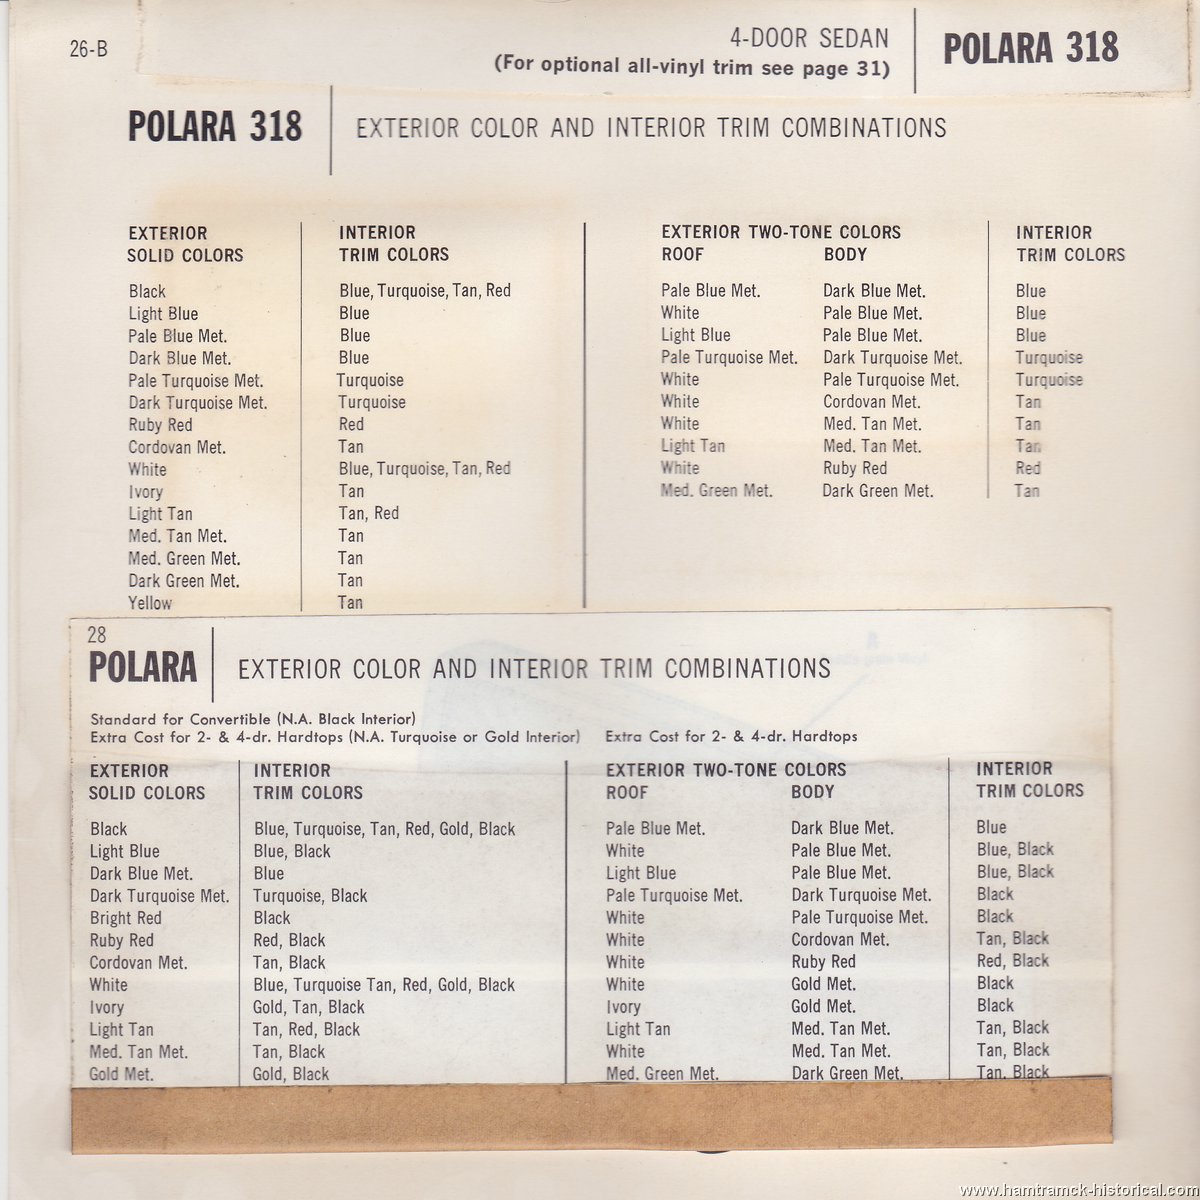 26-B
4-DOOR SEDAN
(For optional all-vinyl trim see page 31)
POLARA 318
POLARA 318
EXTERIOR COLOR AND INTERIOR TRIM COMBINATIONS
EXTERIOR SOLID COLORS INTERIOR TRIM COLORS
Black Blue, Turquoise, Tan, Red
Light Blue Blue
Pale Blue Met. Blue
Dark Blue Met. Blue
Pale Turquoise Met. Turquoise
Dark Turquoise Met. Turquoise
Ruby Red Red
Cordovan Met. Tan
White Blue, Turquoise, Tan, Red
Ivory Tan
Light Tan Tan, Red
Med. Tan Met. Tan
Med. Green Met. Tan
Dark Green Met. Tan
Yellow Tan
EXTERIOR TWO-TONE COLORS INTERIOR
ROOF BODY TRIM COLORS
Pale Blue Met. Dark Blue Met. Blue
White Pale Blue Met. Blue
Light Blue Pale Blue Met. Blue
Pale Turquoise Met. Dark Turquoise Met. Turquoise
White Pale Turquoise Met. Turquoise
White Cordovan Met. Tan
White Med. Tan Met. Tan
Light Tan Med. Tan Met. Tan
White Ruby Red Red
Med. Green Met. Dark Green Met. Tan
28
POLARA
EXTERIOR COLOR AND INTERIOR TRIM COMBINATIONS
Standard for Convertible (N.A. Black Interior)
Extra Cost for 2- & 4-dr. Hardtops (N.A. Turquoise or Gold Interior)
EXTERIOR SOLID COLORS INTERIOR TRIM COLORS
Black Blue, Turquoise, Tan, Red, Gold, Black
Light Blue Blue, Black
Dark Blue Met. Blue
Dark Turquoise Met. Turquoise, Black
Bright Red Black
Ruby Red Red, Black
Cordovan Met. Tan, Black
White Blue, Turquoise Tan, Red, Gold, Black
Ivory Gold, Tan, Black
Light Tan Tan, Red, Black
Med. Tan Met. Tan, Black
Gold Met. Gold, Black
Extra Cost for 2- & 4-dr. Hardtops
EXTERIOR TWO-TONE COLORS INTERIOR
ROOF BODY TRIM COLORS
Pale Blue Met. Dark Blue Met. Blue
White Pale Blue Met. Blue, Black
Light Blue Pale Blue Met. Blue, Black
Pale Turquoise Met. Dark Turquoise Met. Black
White Pale Turquoise Met. Black
White Cordovan Met. Tan, Black
White Ruby Red Red, Black
White Gold Met. Black
Ivory Gold Met. Black
Light Tan Med. Tan Met. Tan, Black
White Med. Tan Met. Tan, Black
Med. Green Met. Dark Green Met. Tan, Black
www.hamtramck-historical.com